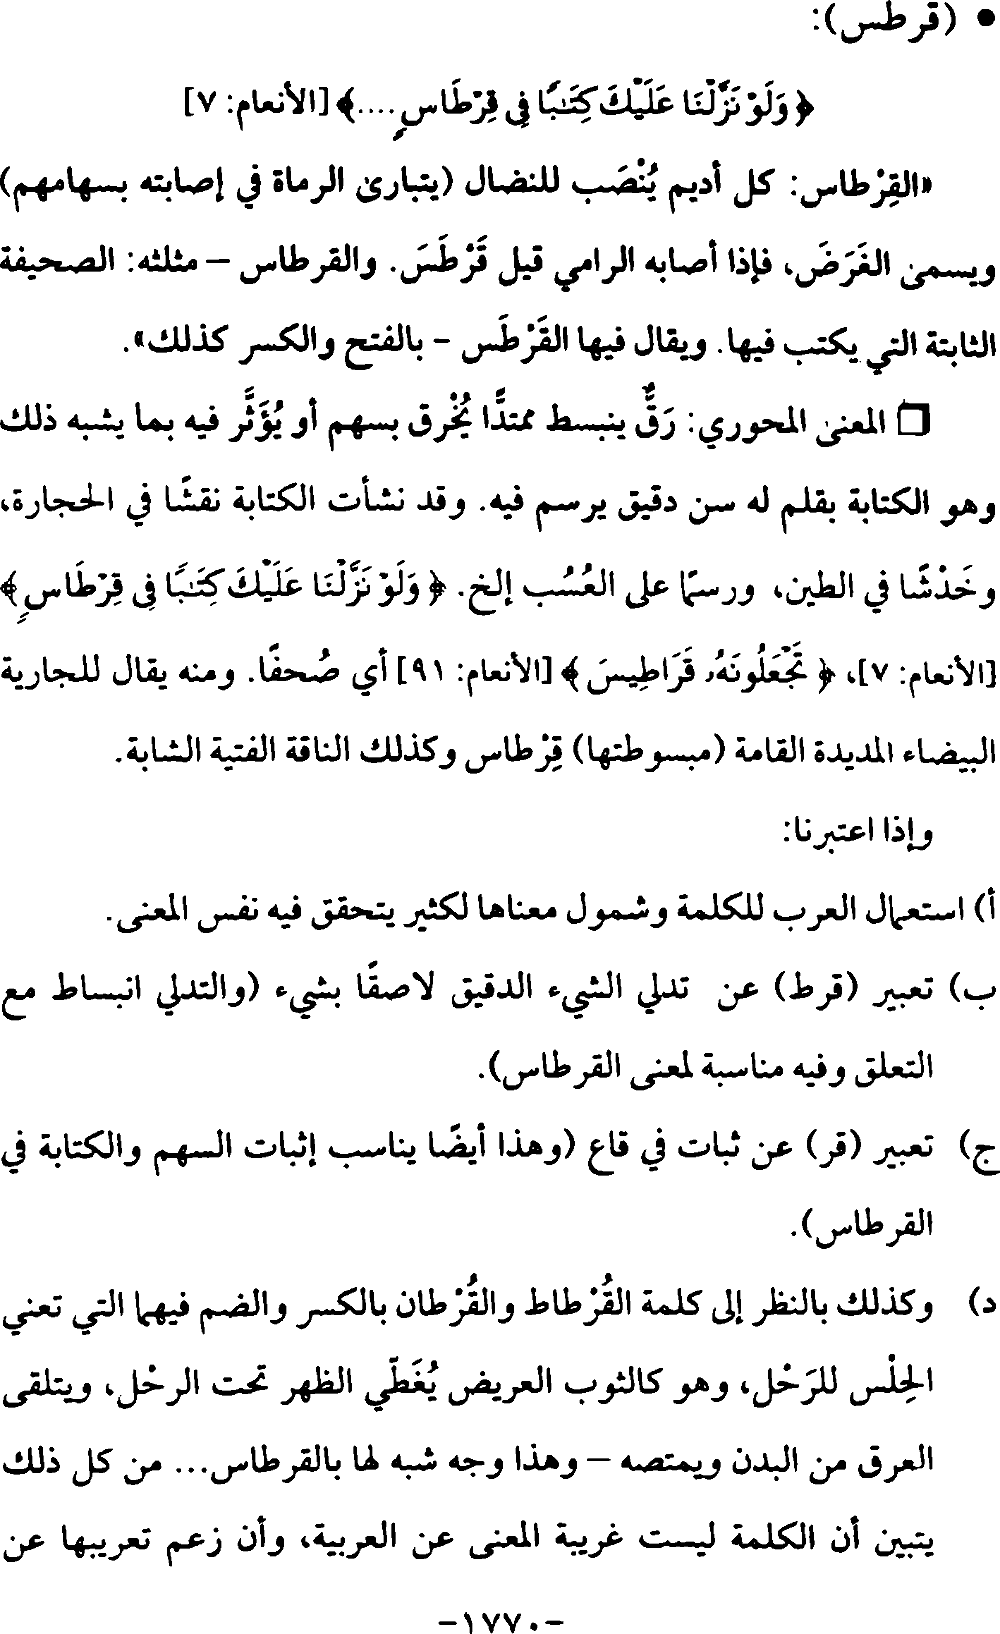 • (قرطس):
﴿وَلَوْ نَزَّلْنَا عَلَيْكَ كِتَٰبًا فِى قِرْطَاسٍ....﴾ [الأنعام: ٧]
«القِرْطاس: كل أديم يُنْصَب للنضال (يتبارى الرماة في إصابته بسهامهم)
ويسمى الغَرَضَ، فإذا أصابه الرامي قيل قَرْطَسَ. والقرطاس – مثلثه: الصحيفة
الثابتة التي يكتب فيها. ويقال فيها القَرْطَس – بالفتح والكسر كذلك».
❏ المعنى المحوري: رَقٌّ ينبسط ممتدًّا يُخْرق بسهم أو يُؤَثَّر فيه بما يشبه ذلك
وهو الكتابة بقلم له سن دقيق يرسم فيه. وقد نشأت الكتابة نقشًا في الحجارة،
وخَدْشًا في الطين، ورسمًا على العُسُب إلخ. ﴿وَلَوْ نَزَّلْنَا عَلَيْكَ كِتَٰبًا فِى قِرْطَاسٍ﴾
[الأنعام: ٧]، ﴿تَجْعَلُونَهُۥ قَرَاطِيسَ﴾ [الأنعام: ٩١] أي صُحفًا. ومنه يقال للجارية
البيضاء المديدة القامة (مبسوطتها) قِرْطاس وكذلك الناقة الفتية الشابة.
وإذا اعتبرنا:
أ) استعمال العرب للكلمة وشمول معناها لكثير يتحقق فيه نفس المعنى.
ب) تعبير (قرط) عن تدلي الشيء الدقيق لاصقًا بشيء (والتدلي انبساط مع
التعلق وفيه مناسبة لمعنى القرطاس).
ج) تعبير (قر) عن ثبات في قاع (وهذا أيضًا يناسب إثبات السهم والكتابة في
القرطاس).
د) وكذلك بالنظر إلى كلمة القُرْطاط والقُرْطان بالكسر والضم فيهما التي تعني
الحِلْس للرَحْل، وهو كالثوب العريض يُغَطِّي الظهر تحت الرحْل، ويتلقى
العرق من البدن ويمتصه – وهذا وجه شبه لها بالقرطاس... من كل ذلك
يتبين أن الكلمة ليست غريبة المعنى عن العربية، وأن زعم تعريبها عن
-١٧٧٠-